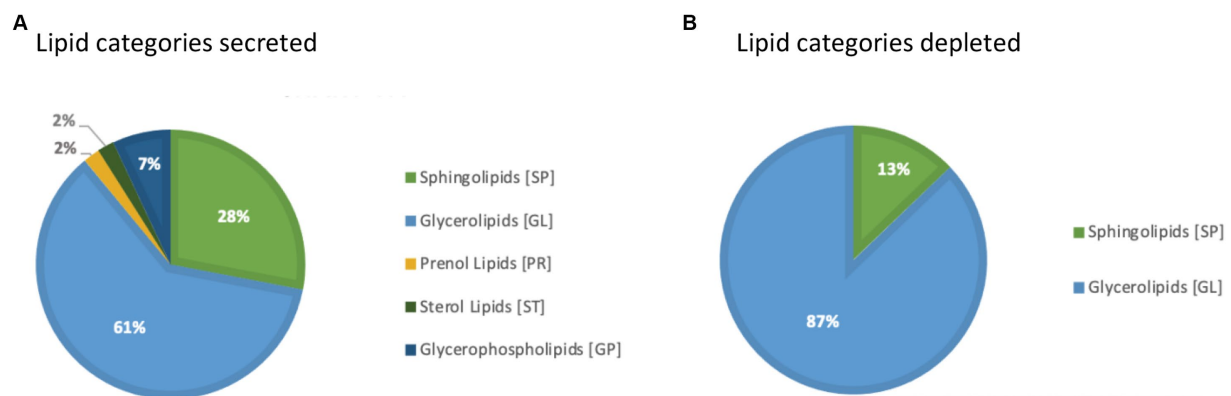 A
Lipid categories secreted
2%
2%
7%
28%
61%
Sphingolipids [SP]
Glycerolipids [GL]
Prenol Lipids [PR]
Sterol Lipids [ST]
Glycerophospholipids [GP]
B
Lipid categories depleted
13%
87%
Sphingolipids [SP]
Glycerolipids [GL]